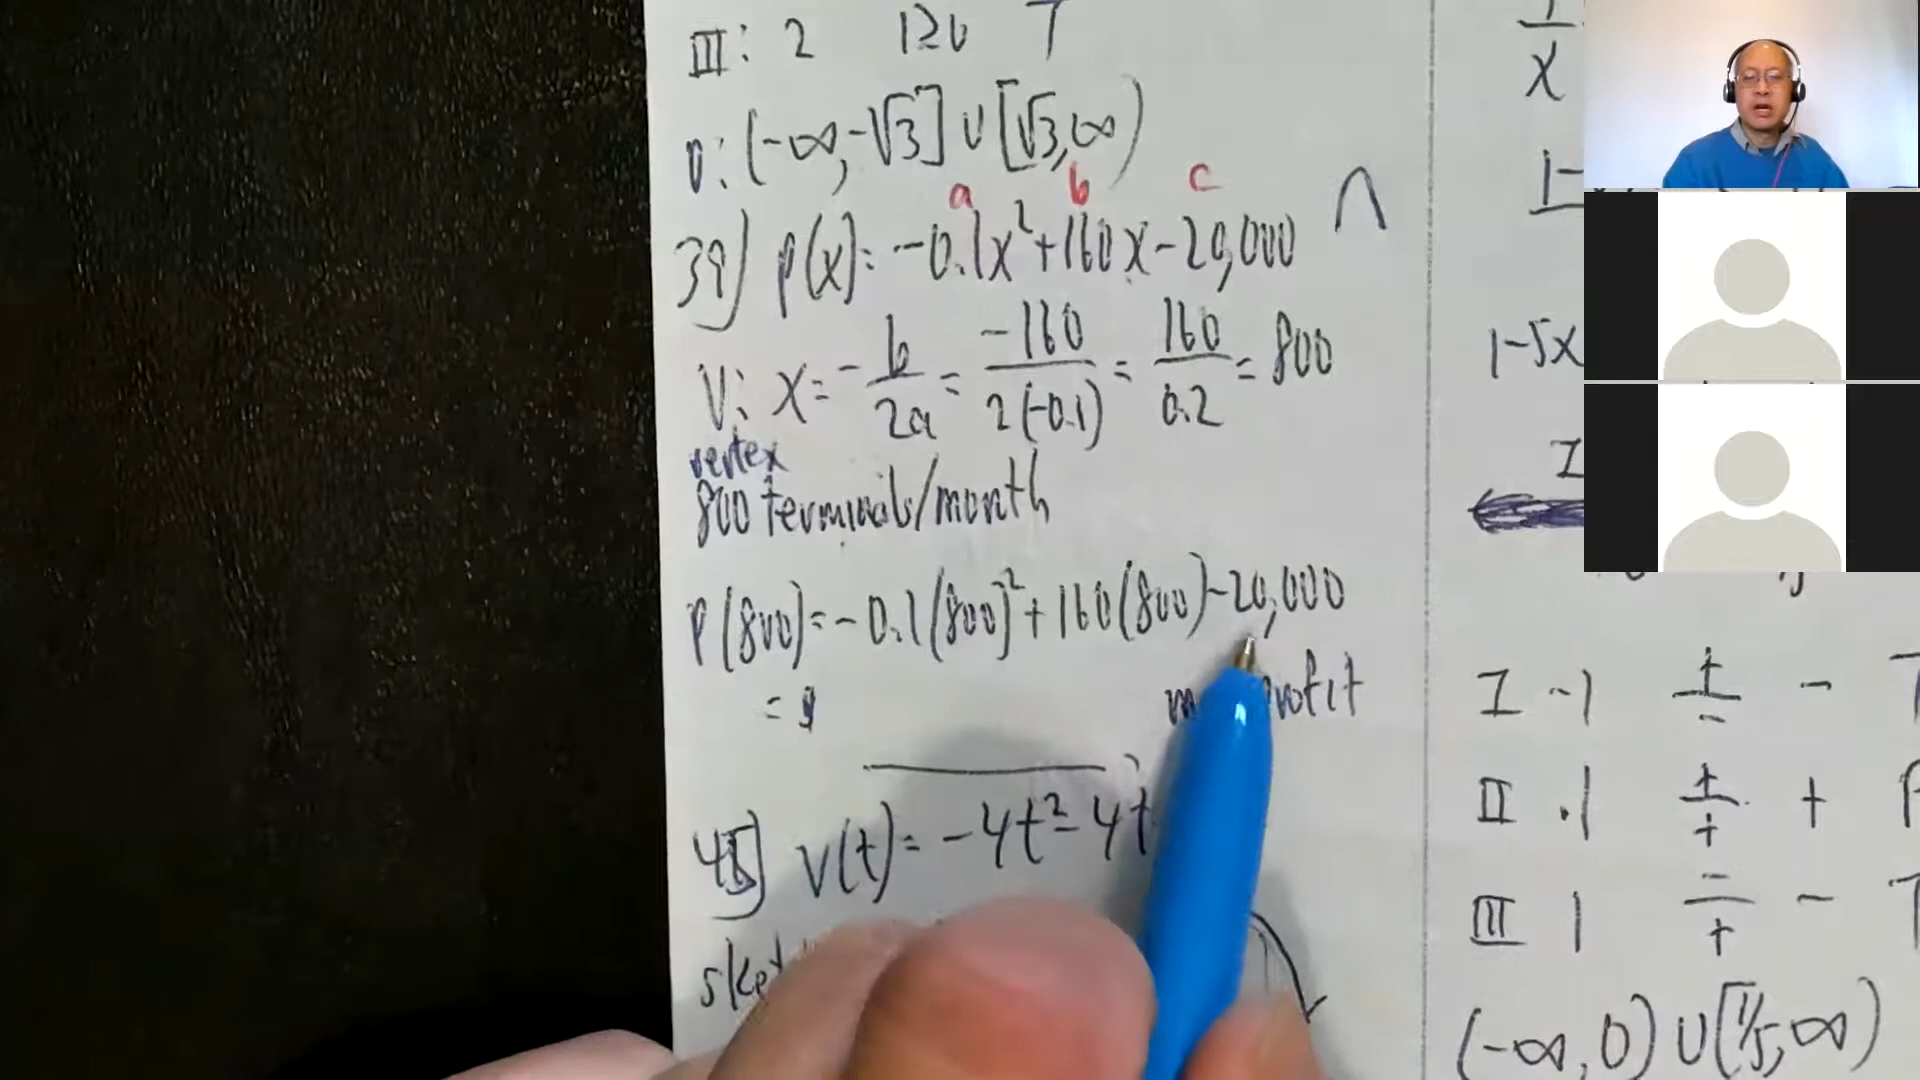 III: 2 120 T
D: (-∞, -√3] ∪ [√3, ∞)
a b c
39) P(x) = -0.1x² + 160x - 20,000
V: x = -b/2a = -160/2(-0.1) = 160/0.2 = 800
vertex
800 terminals/month
P(800) = -0.1(800)² + 160(800) - 20,000
=
45) v(t) = -4t² - 4t
x
1-
1-5x
I
I -1 +/- - T
II .1 +/+ +
III 1 -/+ - T
(-∞, 0) ∪ [1/5, ∞)